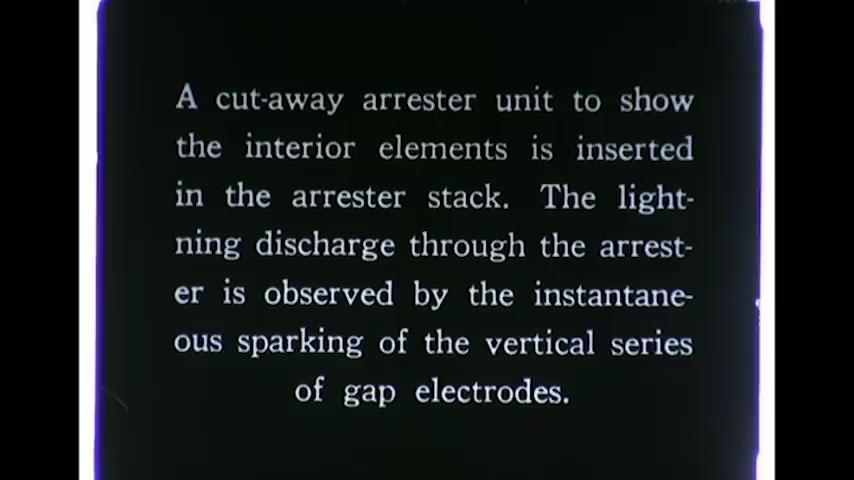 A cut-away arrester unit to show
the interior elements is inserted
in the arrester stack. The light-
ning discharge through the arrest-
er is observed by the instantane-
ous sparking of the vertical series
of gap electrodes.